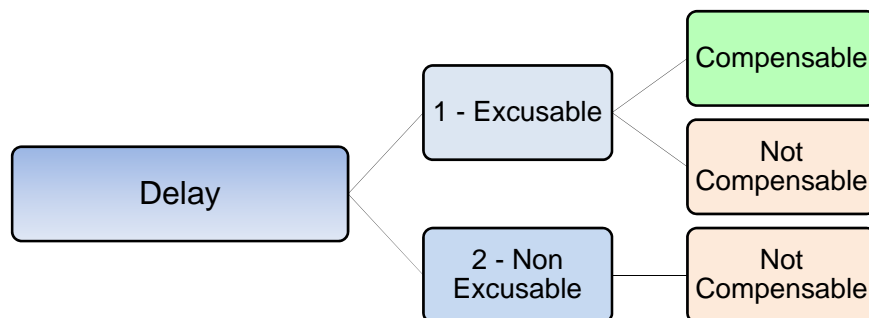 Delay
1 - Excusable
Compensable
Not
Compensable
2 - Non
Excusable
Not
Compensable